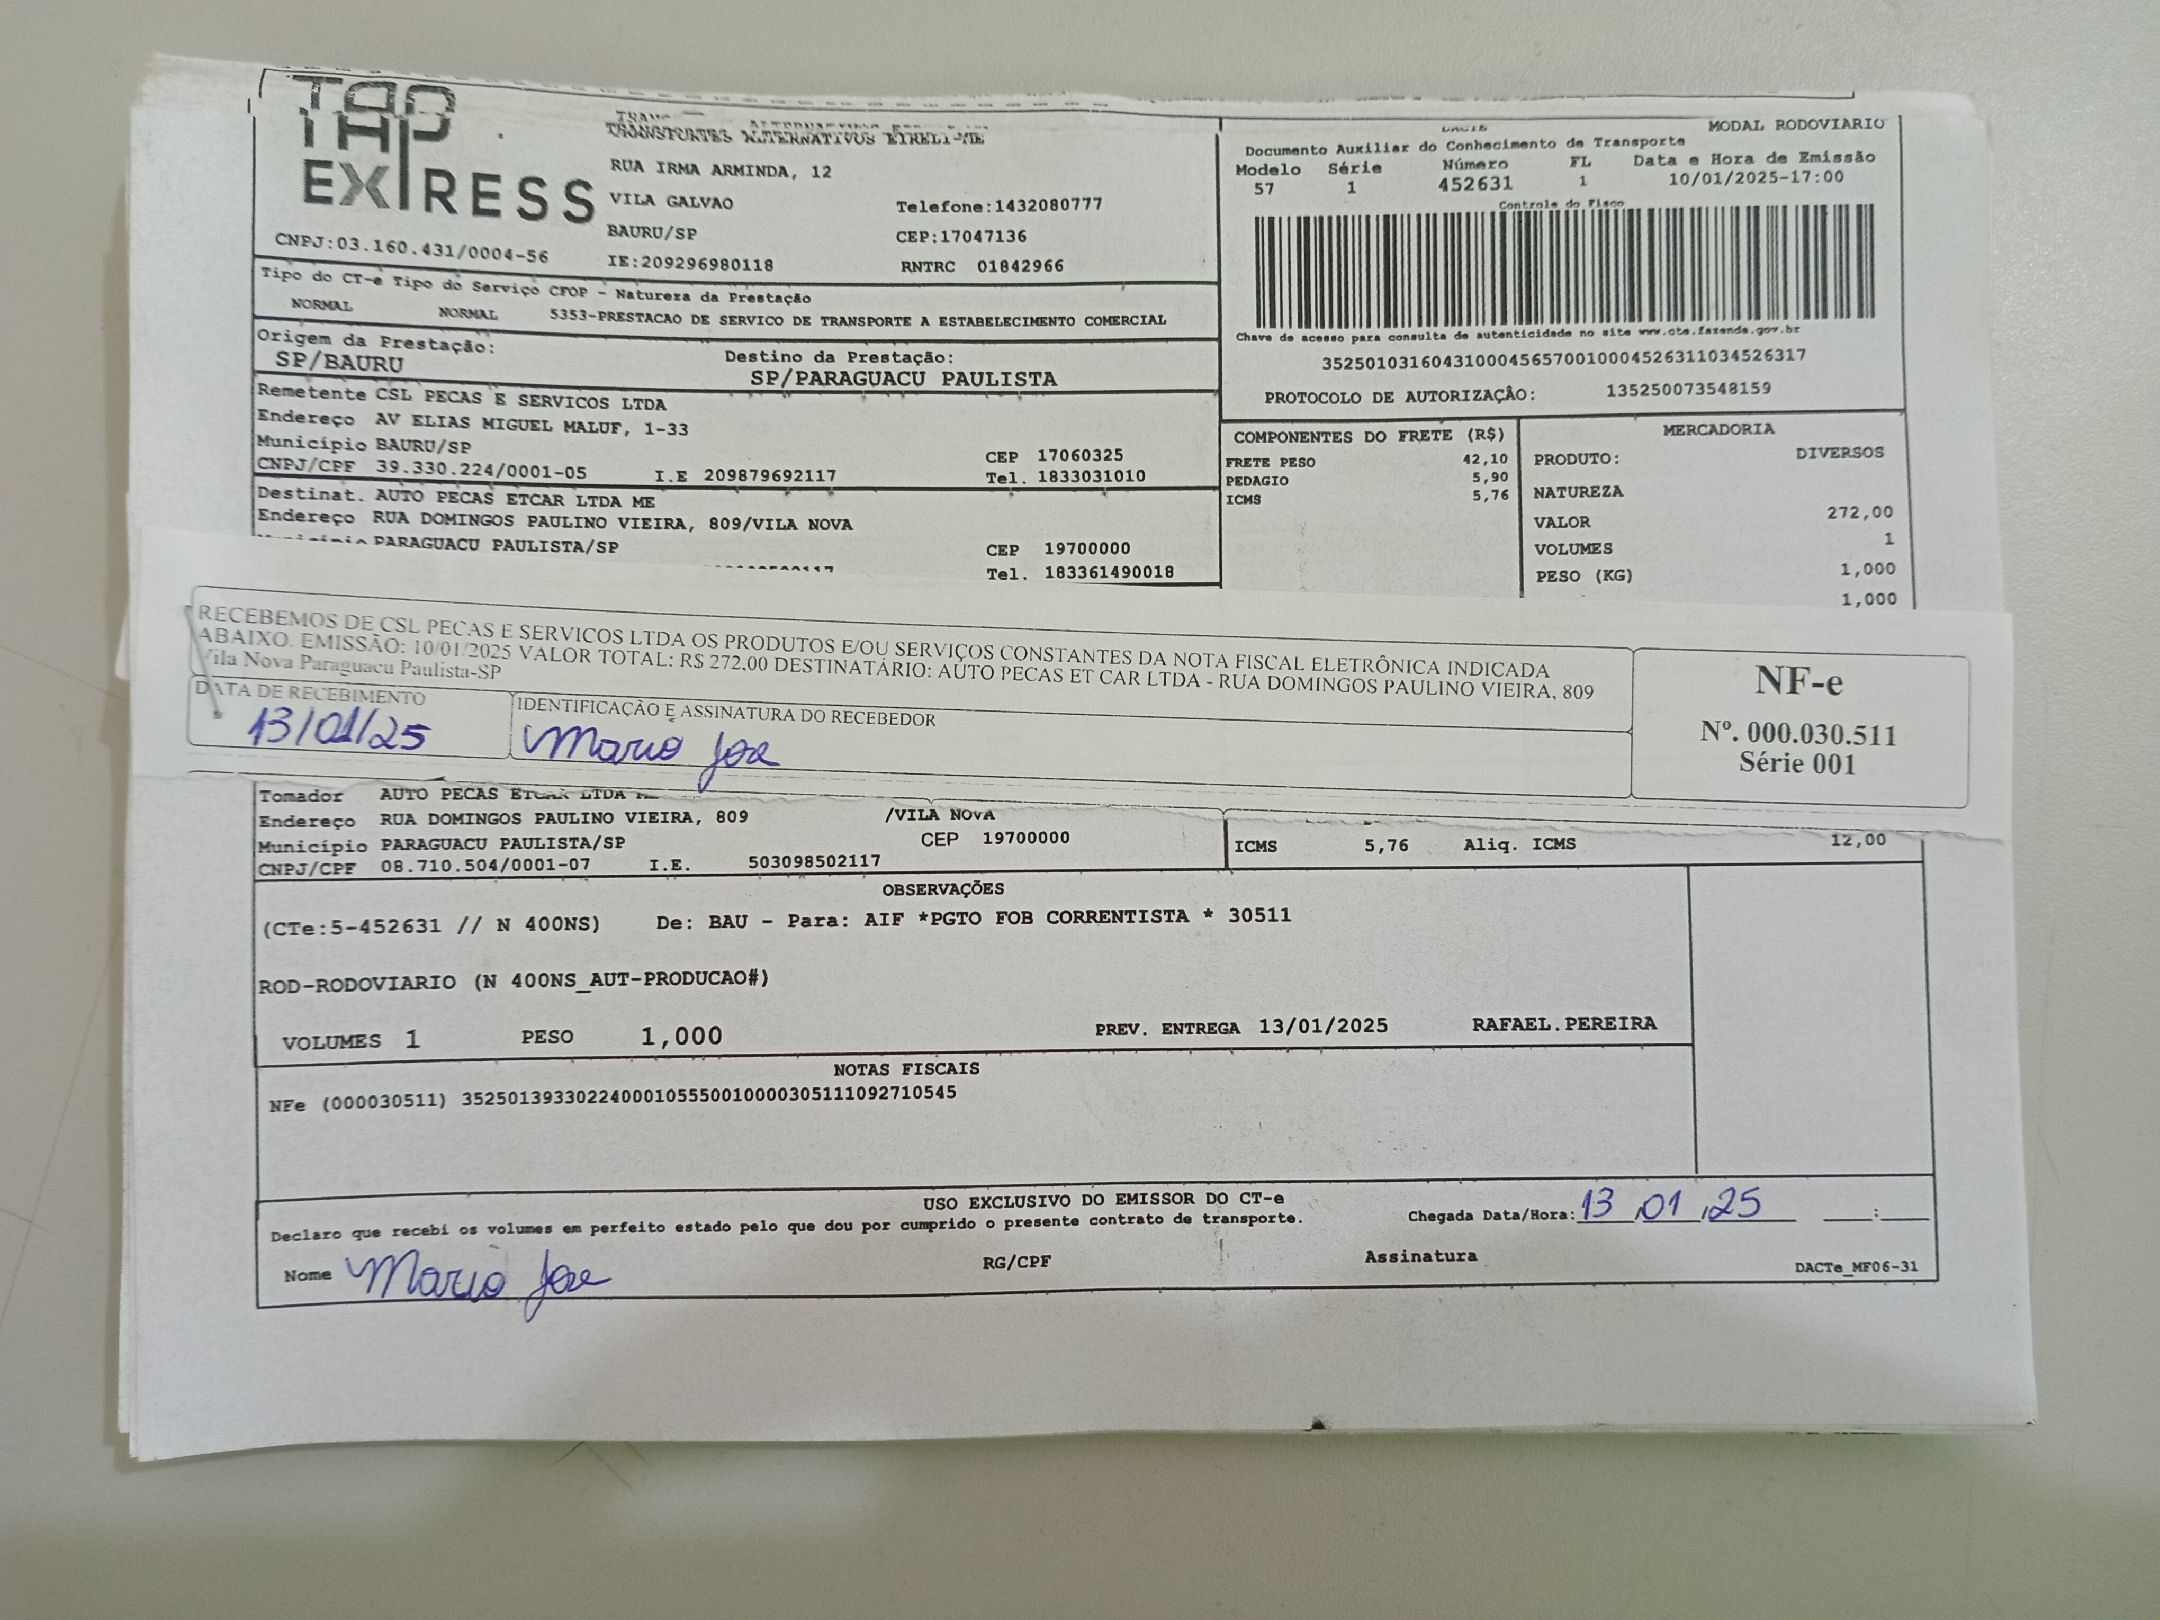 TAP
EXPRESS
CNPJ:03.160.431/0004-56
TRANSPORTES ALTERNATIVOS EIRELI-ME
RUA IRMA ARMINDA, 12
VILA GALVAO Telefone:1432080777
BAURU/SP CEP:17047136
IE:209296980118 RNTRC 01842966
MODAL RODOVIARIO
Documento Auxiliar do Conhecimento de Transporte
Modelo Série Número FL Data e Hora de Emissão
57 1 452631 1 10/01/2025-17:00
Controle do Fisco
Chave de acesso para consulta de autenticidade no site www.cte.fazenda.gov.br
35250103160431000456570010004526311034526317
PROTOCOLO DE AUTORIZAÇÃO: 135250073548159
Tipo do CT-e Tipo do Serviço CFOP - Natureza da Prestação
NORMAL NORMAL 5353-PRESTACAO DE SERVICO DE TRANSPORTE A ESTABELECIMENTO COMERCIAL
Origem da Prestação: Destino da Prestação:
SP/BAURU SP/PARAGUACU PAULISTA
Remetente CSL PECAS E SERVICOS LTDA
Endereço AV ELIAS MIGUEL MALUF, 1-33
Município BAURU/SP CEP 17060325
CNPJ/CPF 39.330.224/0001-05 I.E 209879692117 Tel. 1833031010
Destinat. AUTO PECAS ETCAR LTDA ME
Endereço RUA DOMINGOS PAULINO VIEIRA, 809/VILA NOVA
PARAGUACU PAULISTA/SP CEP 19700000
Tel. 183361490018
COMPONENTES DO FRETE (R$)
FRETE PESO 42,10
PEDAGIO 5,90
ICMS 5,76
MERCADORIA
PRODUTO: DIVERSOS
NATUREZA
VALOR 272,00
VOLUMES 1
PESO (KG) 1,000
1,000
RECEBEMOS DE CSL PECAS E SERVICOS LTDA OS PRODUTOS E/OU SERVIÇOS CONSTANTES DA NOTA FISCAL ELETRÔNICA INDICADA
ABAIXO. EMISSÃO: 10/01/2025 VALOR TOTAL: R$ 272.00 DESTINATÁRIO: AUTO PECAS ET CAR LTDA - RUA DOMINGOS PAULINO VIEIRA, 809
Vila Nova Paraguacu Paulista-SP
DATA DE RECEBIMENTO IDENTIFICAÇÃO E ASSINATURA DO RECEBEDOR
13/01/25 Mario Jose
NF-e
Nº. 000.030.511
Série 001
Tomador AUTO PECAS ETCAR LTDA
Endereço RUA DOMINGOS PAULINO VIEIRA, 809 /VILA NOVA
Município PARAGUACU PAULISTA/SP CEP 19700000
CNPJ/CPF 08.710.504/0001-07 I.E. 503098502117
ICMS 5,76 Aliq. ICMS 12,00
OBSERVAÇÕES
(CTe:5-452631 // N 400NS) De: BAU - Para: AIF *PGTO FOB CORRENTISTA * 30511
ROD-RODOVIARIO (N 400NS_AUT-PRODUCAO#)
VOLUMES 1 PESO 1,000 PREV. ENTREGA 13/01/2025 RAFAEL.PEREIRA
NOTAS FISCAIS
NFe (000030511) 35250139330224000105550010000305111092710545
USO EXCLUSIVO DO EMISSOR DO CT-e
Declaro que recebi os volumes em perfeito estado pelo que dou por cumprido o presente contrato de transporte. Chegada Data/Hora: 13 01 25 :
Nome Mario Jose RG/CPF Assinatura
DACTe_MF06-31